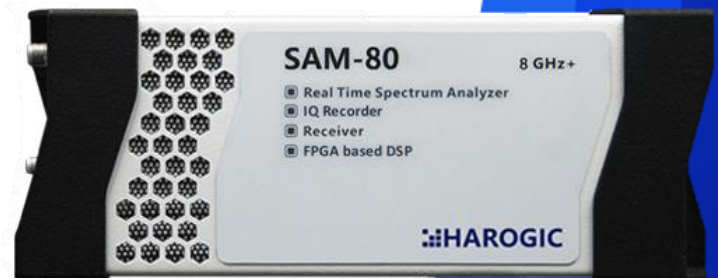 SAM-80
8 GHz+
Real Time Spectrum Analyzer
IQ Recorder
Receiver
FPGA based DSP
HAROGIC